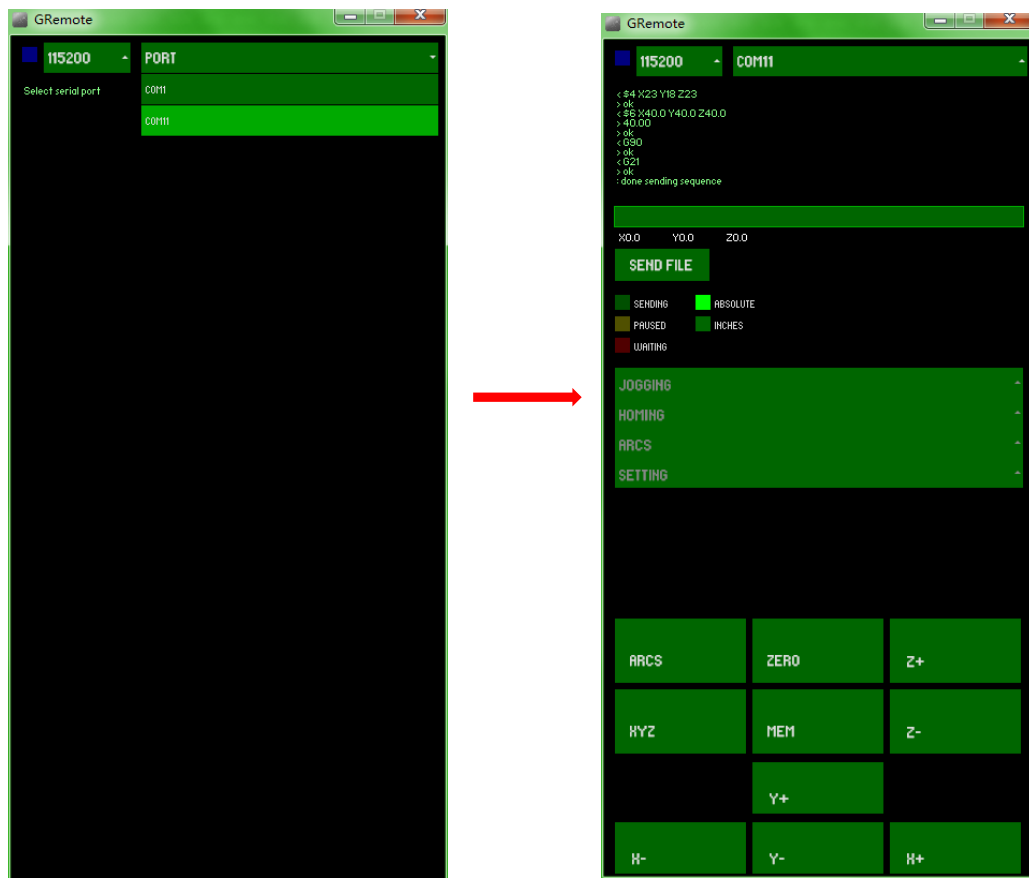 GRemote
115200
PORT
Select serial port
COM1
COM11
GRemote
115200
COM11
< $4 X23 Y18 Z23
> ok
< $6 X40.0 Y40.0 Z40.0
> 40.00
> ok
< G90
> ok
< G21
> ok
: done sending sequence
X0.0 Y0.0 Z0.0
SEND FILE
SENDING ABSOLUTE
PAUSED INCHES
WAITING
JOGGING
HOMING
ARCS
SETTING
ARCS ZERO Z+
XYZ MEM Z-
Y+
X- Y- X+